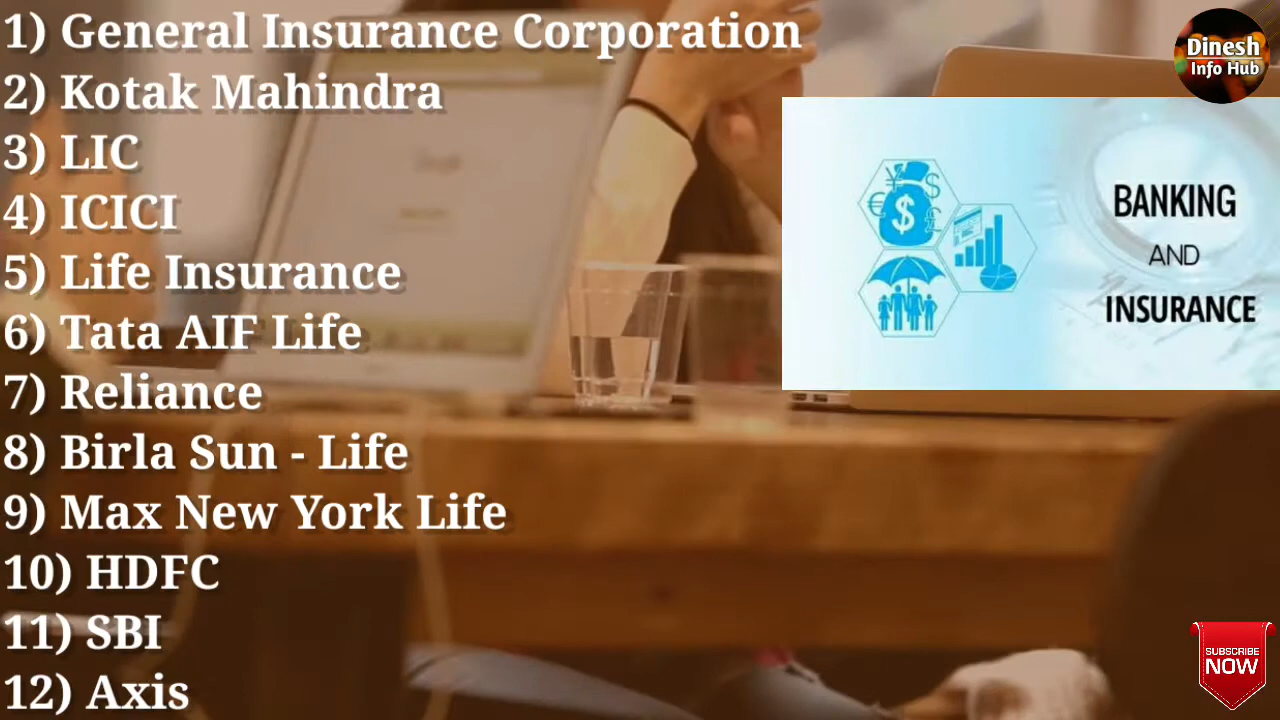 1) General Insurance Corporation
2) Kotak Mahindra
3) LIC
4) ICICI
5) Life Insurance
6) Tata AIF Life
7) Reliance
8) Birla Sun - Life
9) Max New York Life
10) HDFC
11) SBI
12) Axis
Dinesh
Info Hub
BANKING
AND
INSURANCE
SUBSCRIBE
NOW